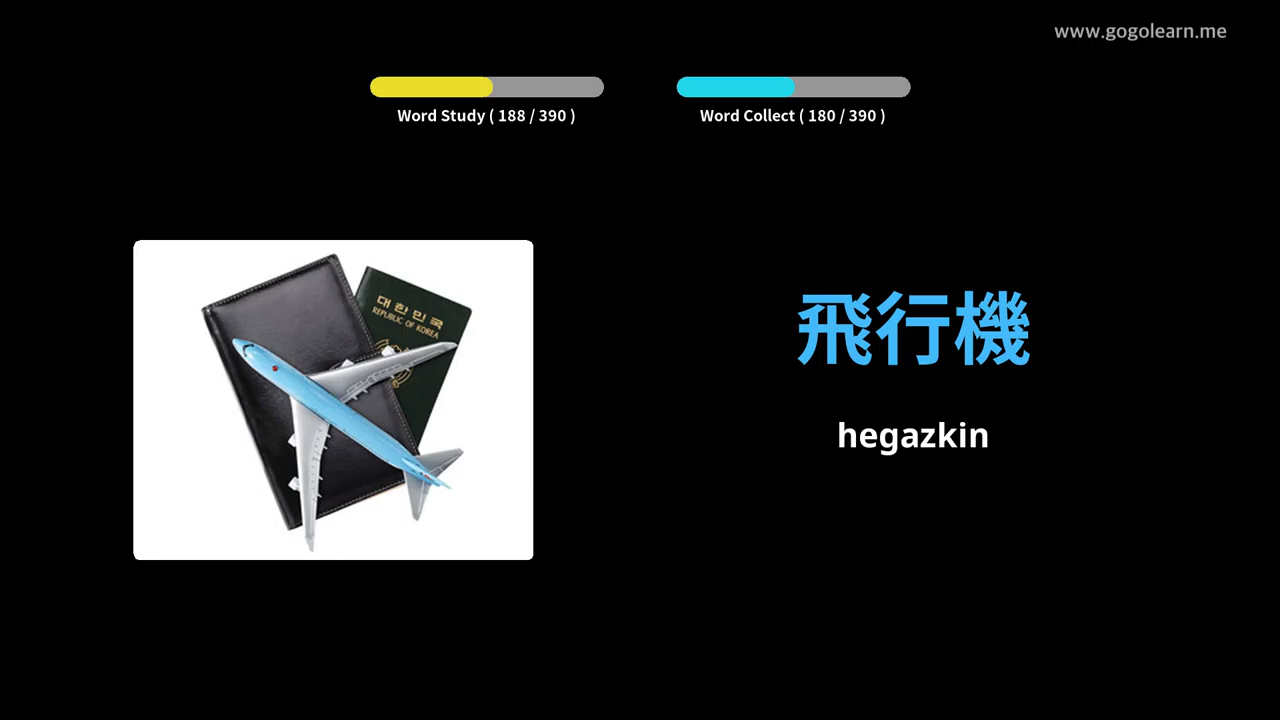 www.gogolearn.me
Word Study ( 188 / 390 )
Word Collect ( 180 / 390 )
대한민국
REPUBLIC OF KOREA
飛行機
hegazkin